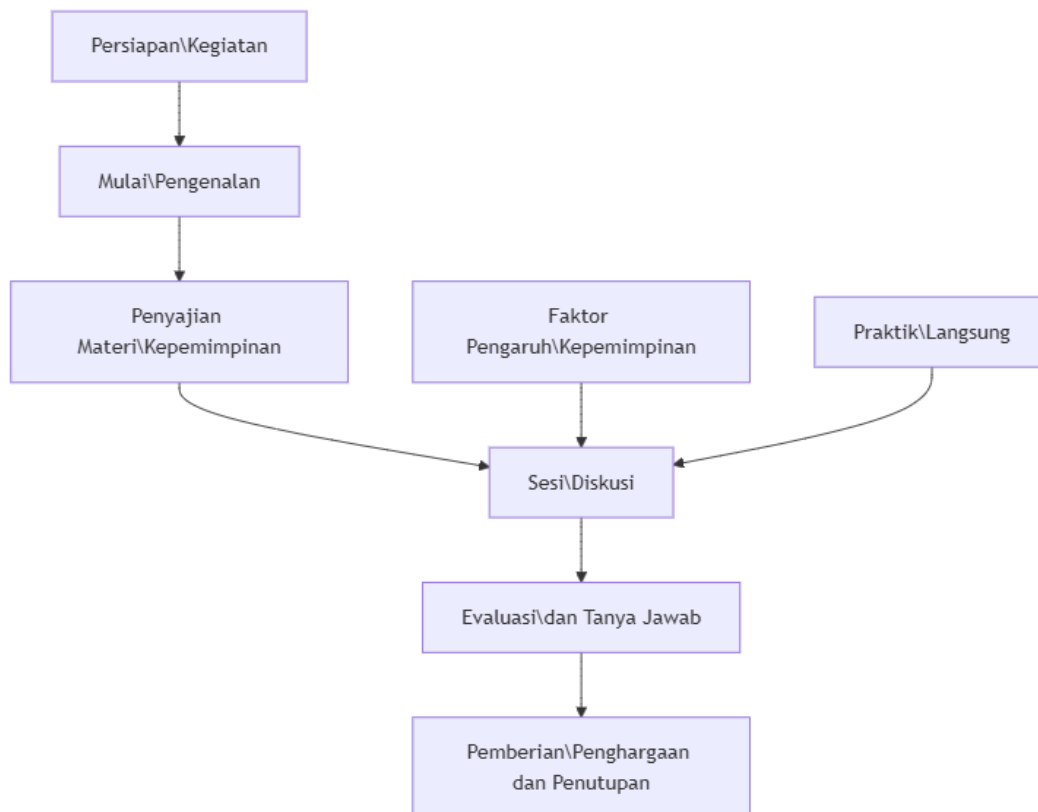 Persiapan\Kegiatan
Mulai\Pengenalan
Penyajian
Materi\Kepemimpinan
Faktor
Pengaruh\Kepemimpinan
Praktik\Langsung
Sesi\Diskusi
Evaluasi\dan Tanya Jawab
Pemberian\Penghargaan
dan Penutupan